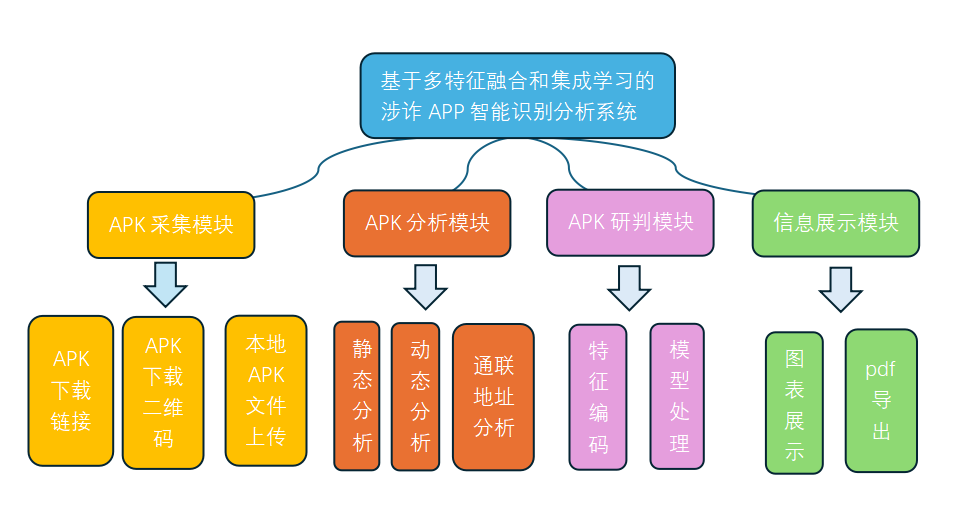 基于多特征融合和集成学习的
涉诈 APP 智能识别分析系统
APK 采集模块
APK 分析模块
APK 研判模块
信息展示模块
APK
下载
链接
APK
下载
二维
码
本地
APK
文件
上传
静
态
分
析
动
态
分
析
通联
地址
分析
特
征
编
码
模
型
处
理
图
表
展
示
pdf
导
出